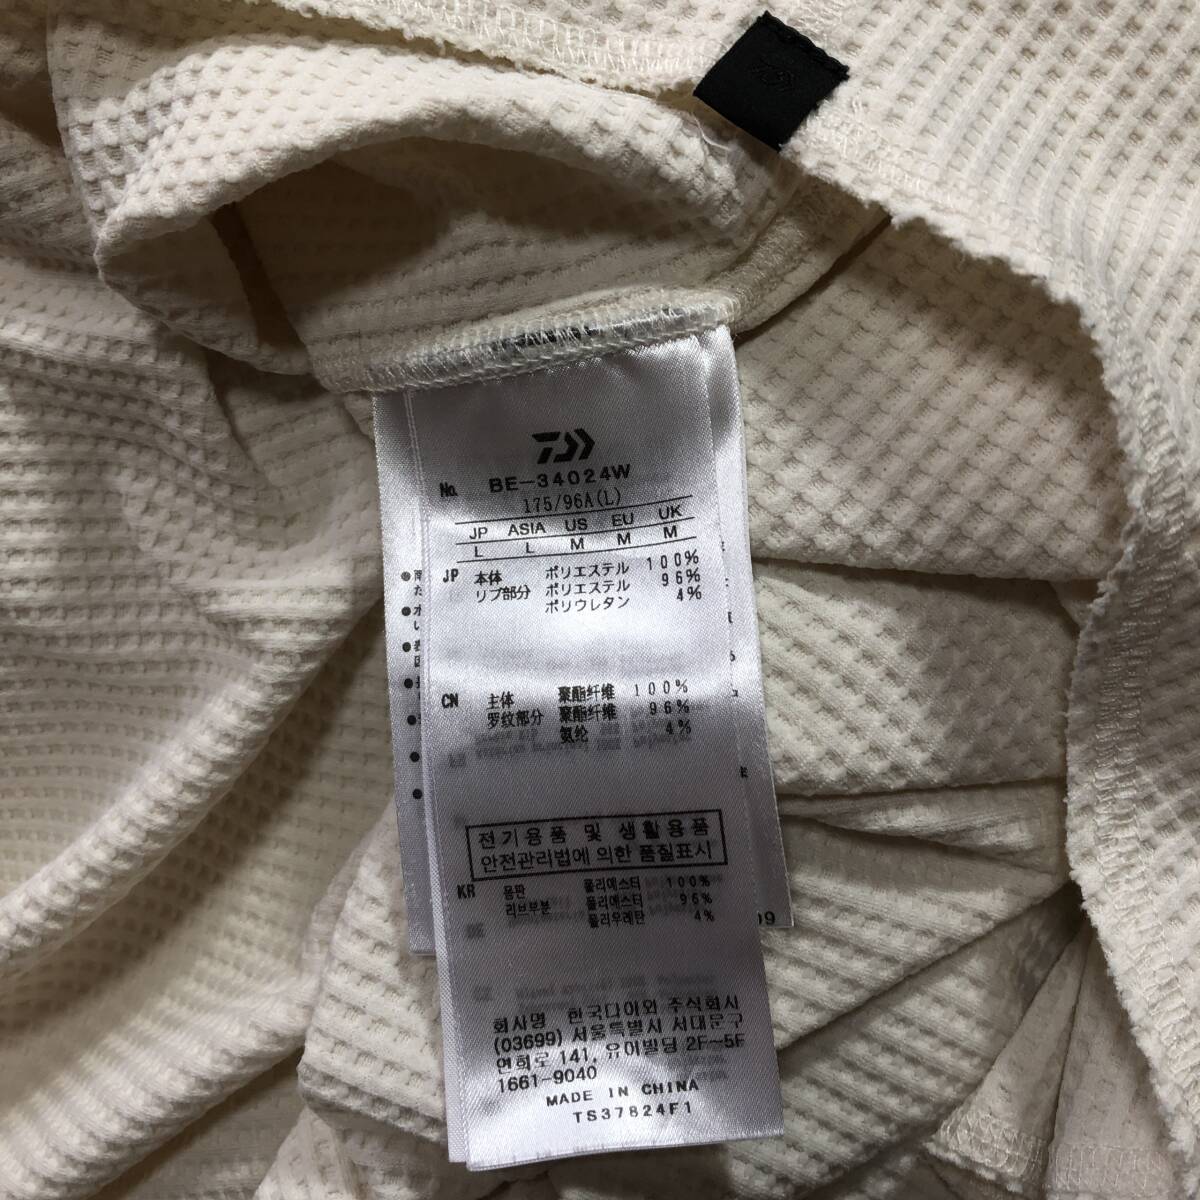 No. BE-34024W
175/96A(L)
JP ASIA US EU UK
L L M M M
JP 本体 ポリエステル 100%
リブ部分 ポリエステル 96%
ポリウレタン 4%
CN 主体 聚酯纤维 100%
罗纹部分 聚酯纤维 96%
氨纶 4%
전기용품 및 생활용품
안전관리법에 의한 품질표시
KR 몸판 폴리에스터 100%
리브부분 폴리에스터 96%
폴리우레탄 4%
회사명 한국다이와 주식회사
(03699) 서울특별시 서대문구
연희로 141, 유어빌딩 2F~5F
1661-9040
MADE IN CHINA
TS37824F1
09